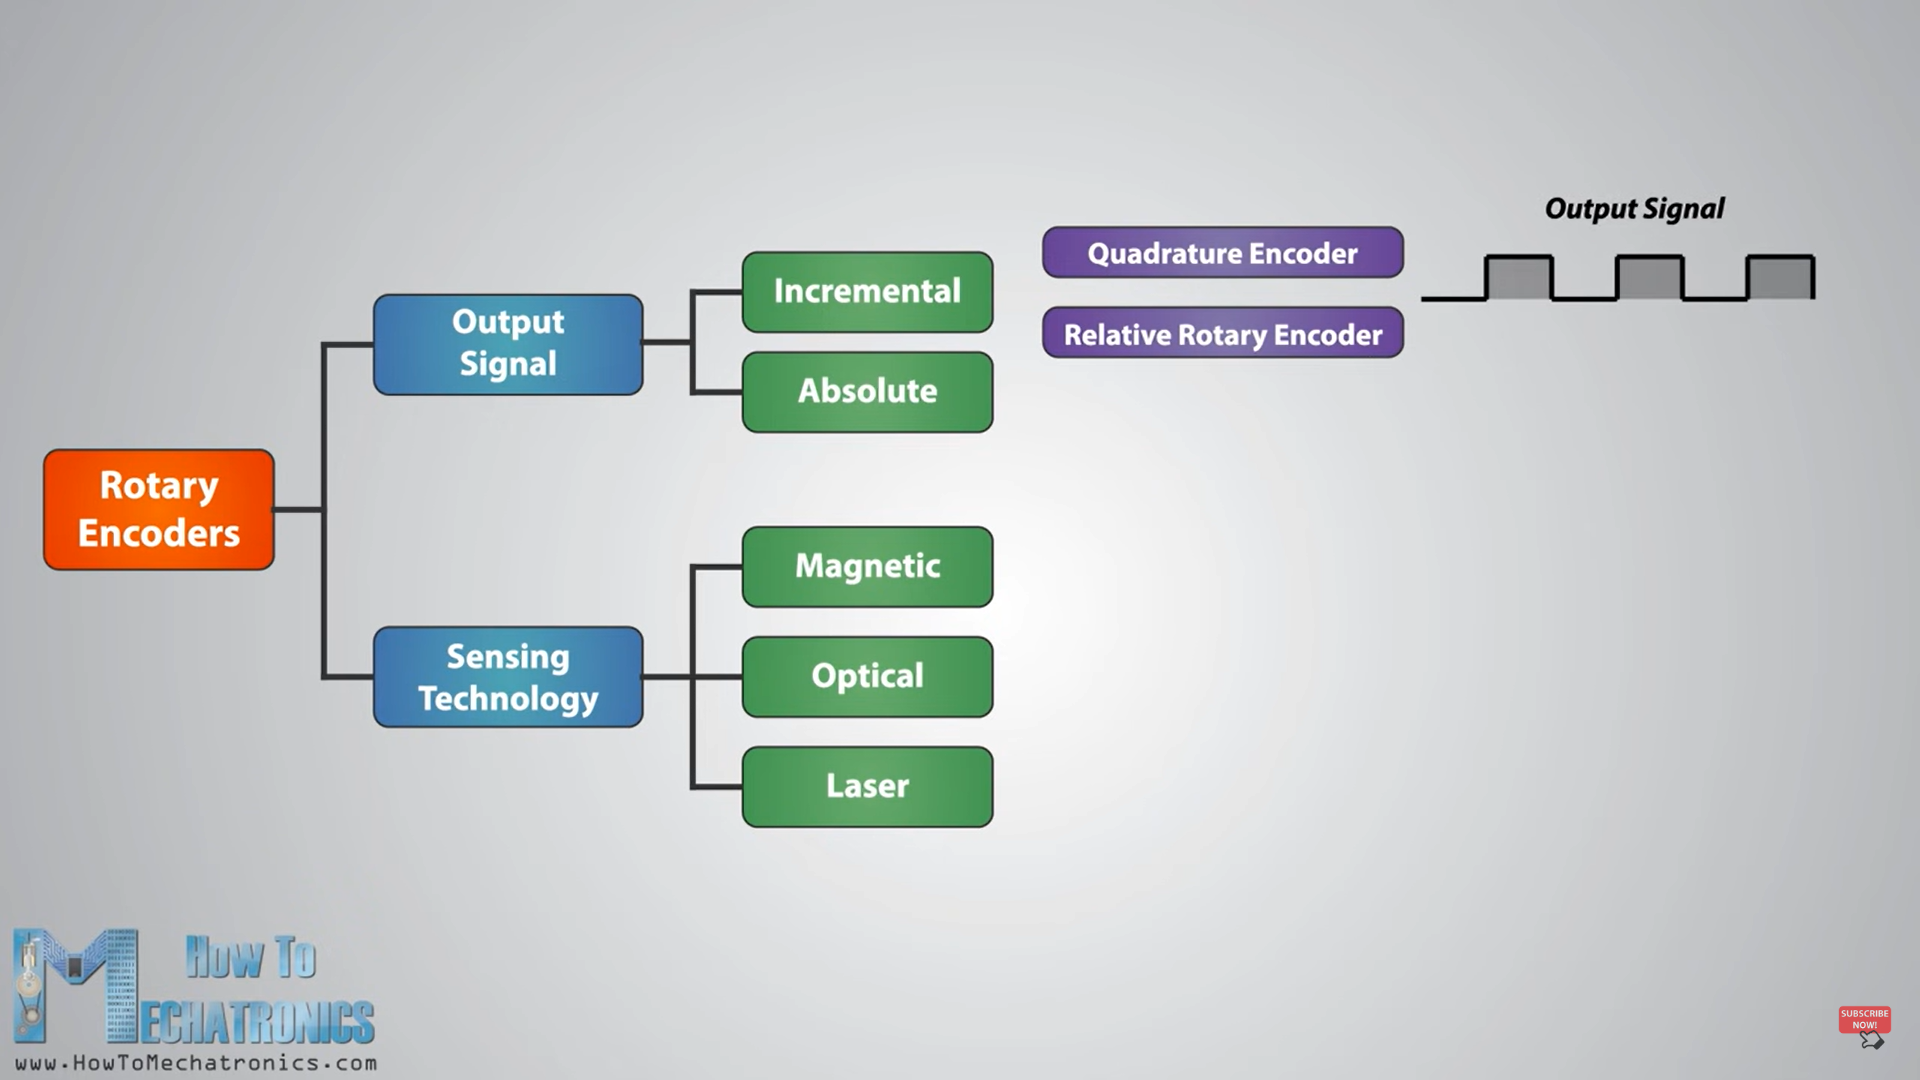 Output Signal
Quadrature Encoder
Incremental
Output
Signal
Relative Rotary Encoder
Absolute
Rotary
Encoders
Magnetic
Sensing
Technology
Optical
Laser
How To
MECHATRONICS
www.HowToMechatronics.com
SUBSCRIBE
NOW!